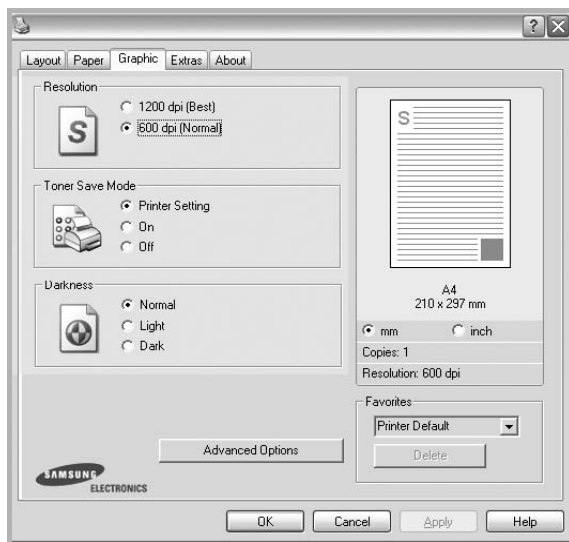 Layout Paper Graphic Extras About
Resolution
1200 dpi (Best)
600 dpi (Normal)
S
Toner Save Mode
Printer Setting
On
Off
Darkness
Normal
Light
Dark
Advanced Options
SAMSUNG
ELECTRONICS
S
A4
210 x 297 mm
mm inch
Copies: 1
Resolution: 600 dpi
Favorites
Printer Default
Delete
OK Cancel Apply Help